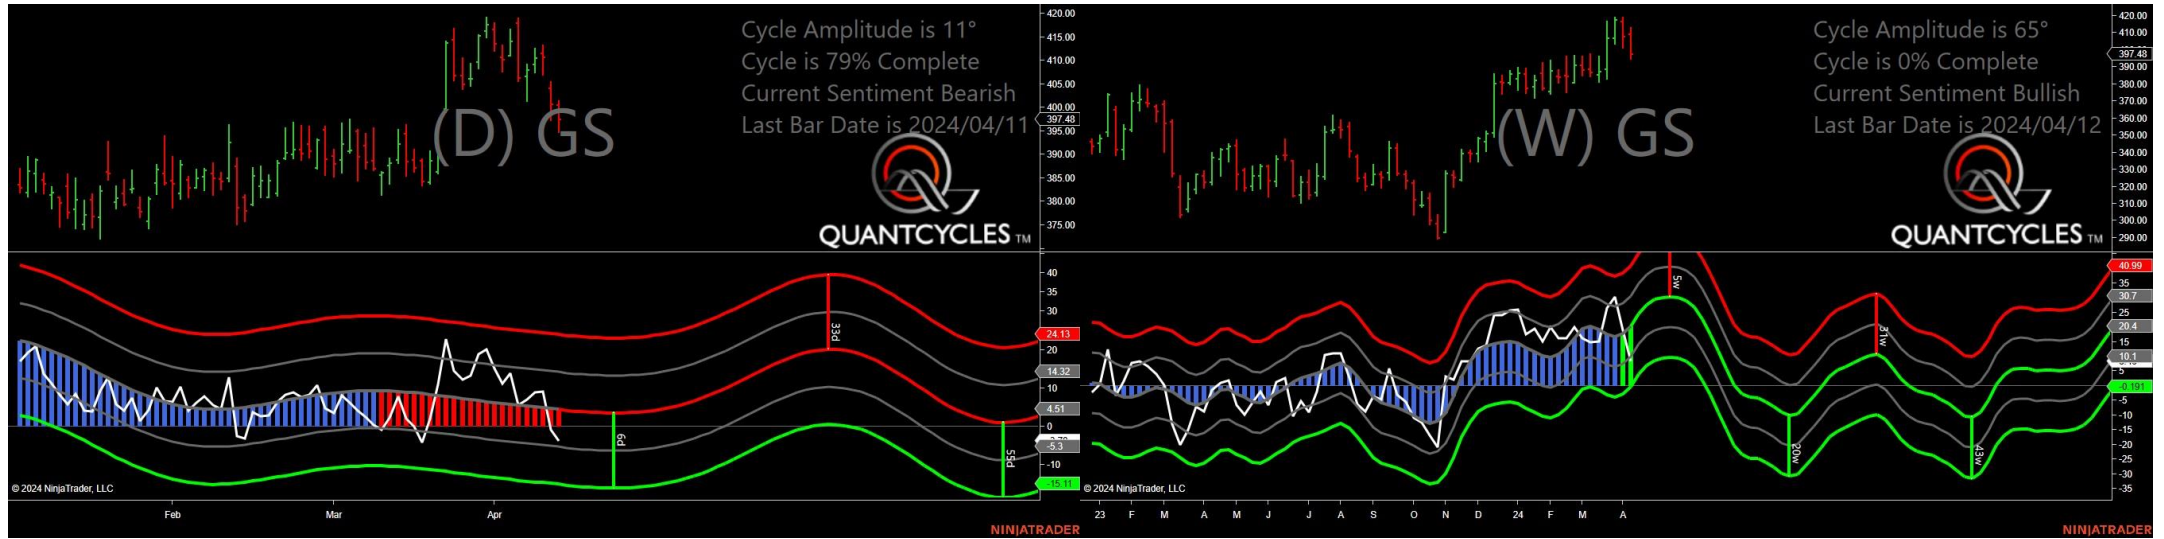 Cycle Amplitude is 11°
Cycle is 79% Complete
Current Sentiment Bearish
Last Bar Date is 2024/04/11
(D) GS
QUANTCYCLES TM
420.00
415.00
410.00
405.00
400.00
397.48
395.00
390.00
385.00
380.00
375.00
40
35
30
24.13
20
14.32
10
4.51
0
-5.3
-10
-15.11
6d
33d
55d
© 2024 NinjaTrader, LLC
Feb Mar Apr
NINJATRADER
Cycle Amplitude is 65°
Cycle is 0% Complete
Current Sentiment Bullish
Last Bar Date is 2024/04/12
(W) GS
QUANTCYCLES TM
420.00
410.00
397.48
390.00
380.00
370.00
360.00
350.00
340.00
330.00
320.00
310.00
300.00
290.00
40.99
35
30.7
25
20.4
15
10.1
5
-0.191
-5
-10
-15
-20
-25
-30
-35
5w
20w
31w
43w
© 2024 NinjaTrader, LLC
23 F M A M J J A S O N D 24 F M A
NINJATRADER